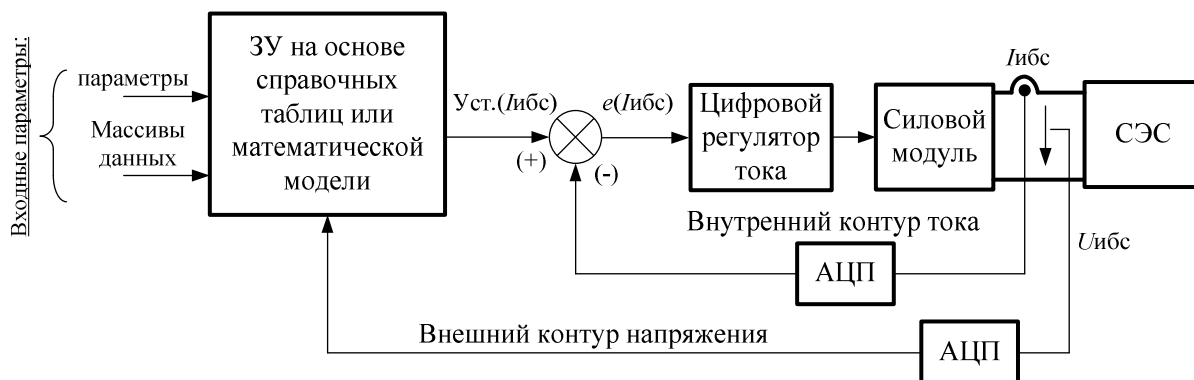 Входные параметры:
параметры
Массивы
данных
ЗУ на основе
справочных
таблиц или
математической
модели
Уст.(Iибс)
(+)
(-)
e(Iибс)
Цифровой
регулятор
тока
Силовой
модуль
Iибс
СЭС
Uибс
Внутренний контур тока
АЦП
Внешний контур напряжения
АЦП